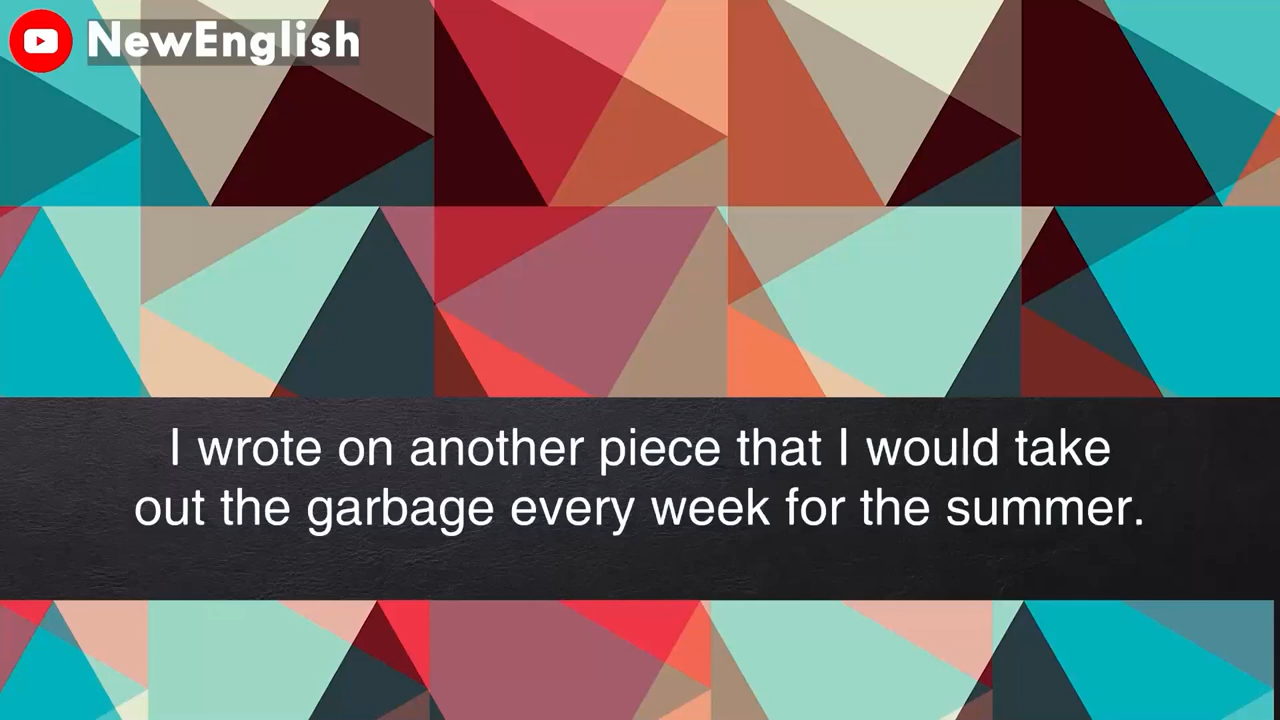 NewEnglish
I wrote on another piece that I would take
out the garbage every week for the summer.